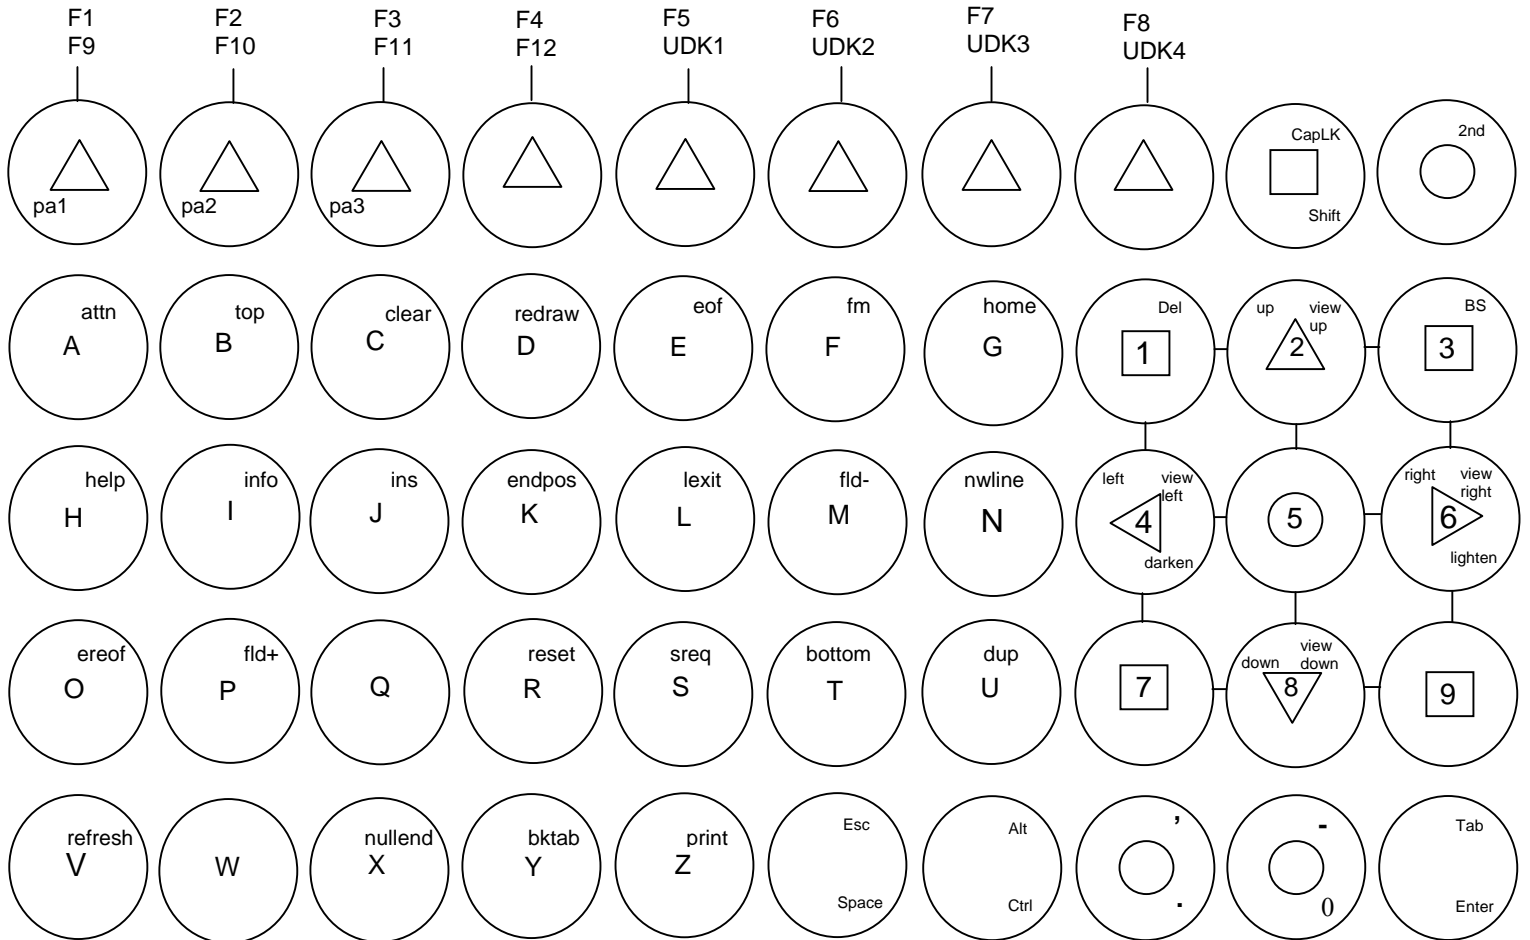 F1 F2 F3 F4 F5 F6 F7 F8
F9 F10 F11 F12 UDK1 UDK2 UDK3 UDK4
CapLK 2nd
pa1 pa2 pa3 Shift
attn top clear redraw eof fm home Del up view up BS
A B C D E F G 1 2 3
help info ins endpos lexit fld- nwline left view left right view right
H I J K L M N 4 5 6
darken lighten
ereof fld+ reset sreq bottom dup down view down
O P Q R S T U 7 8 9
refresh nullend bktab print Esc Alt , - Tab
V W X Y Z
Space Ctrl . 0 Enter